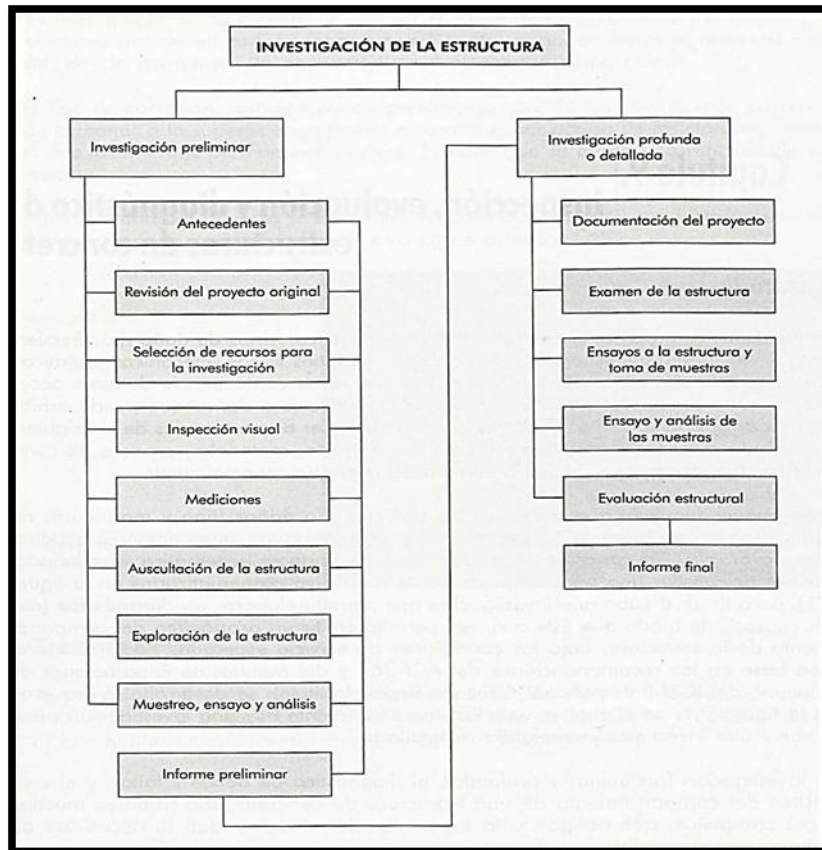 INVESTIGACIÓN DE LA ESTRUCTURA
Investigación preliminar
Antecedentes
Revisión del proyecto original
Selección de recursos para
la investigación
Inspección visual
Mediciones
Auscultación de la estructura
Exploración de la estructura
Muestreo, ensayo y análisis
Informe preliminar
Investigación profunda
o detallada
Documentación del proyecto
Examen de la estructura
Ensayos a la estructura y
toma de muestras
Ensayo y análisis de
las muestras
Evaluación estructural
Informe final